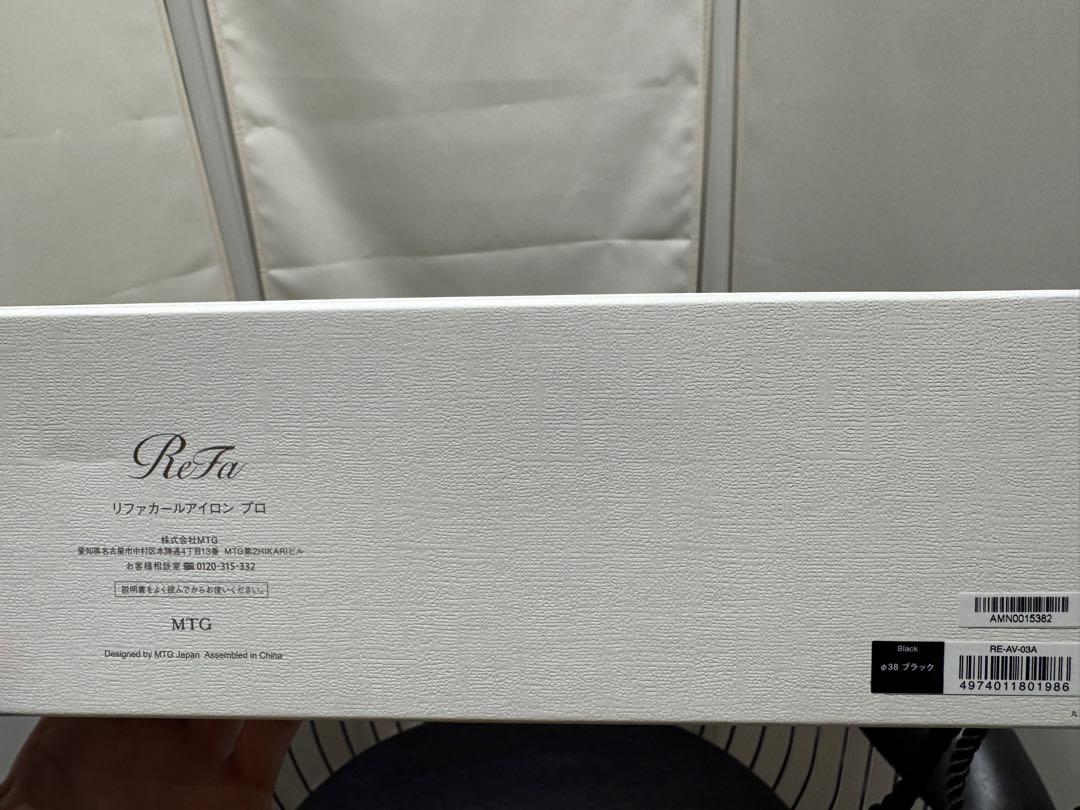 ReFa
リファカールアイロン プロ
株式会社MTG
愛知県名古屋市中村区本陣通4丁目13番 MTG第2HIKARIビル
お客様相談室 ☎ 0120-315-332
説明書をよく読んでからお使いください。
MTG
Designed by MTG Japan Assembled in China
AMN0015382
Black
φ38 ブラック
RE-AV-03A
4974011801986
A